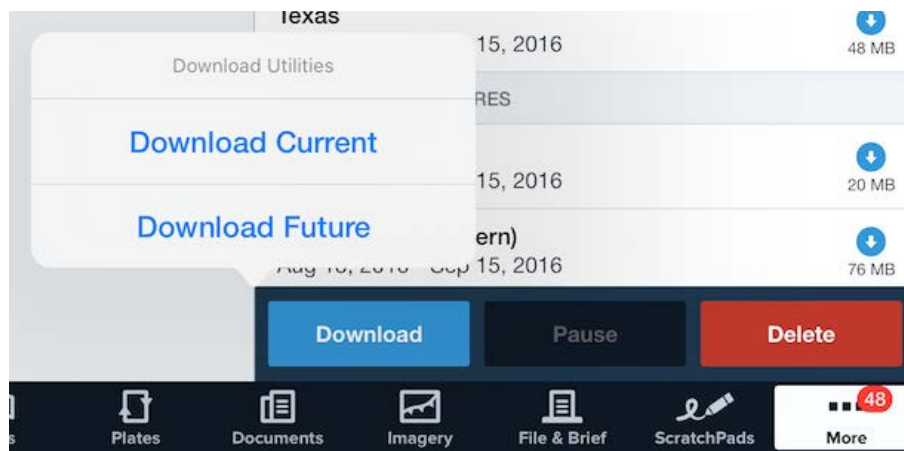 Texas
15, 2016
48 MB
Download Utilities
RES
Download Current
15, 2016
20 MB
Download Future
ern)
15, 2016
76 MB
Download
Pause
Delete
48
s
Plates
Documents
Imagery
File & Brief
ScratchPads
More